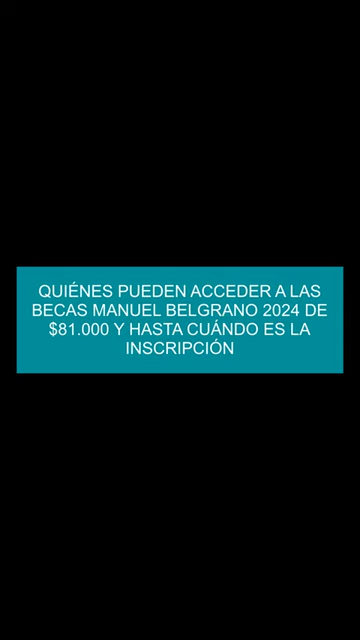 QUIÉNES PUEDEN ACCEDER A LAS
BECAS MANUEL BELGRANO 2024 DE
$81.000 Y HASTA CUÁNDO ES LA
INSCRIPCIÓN